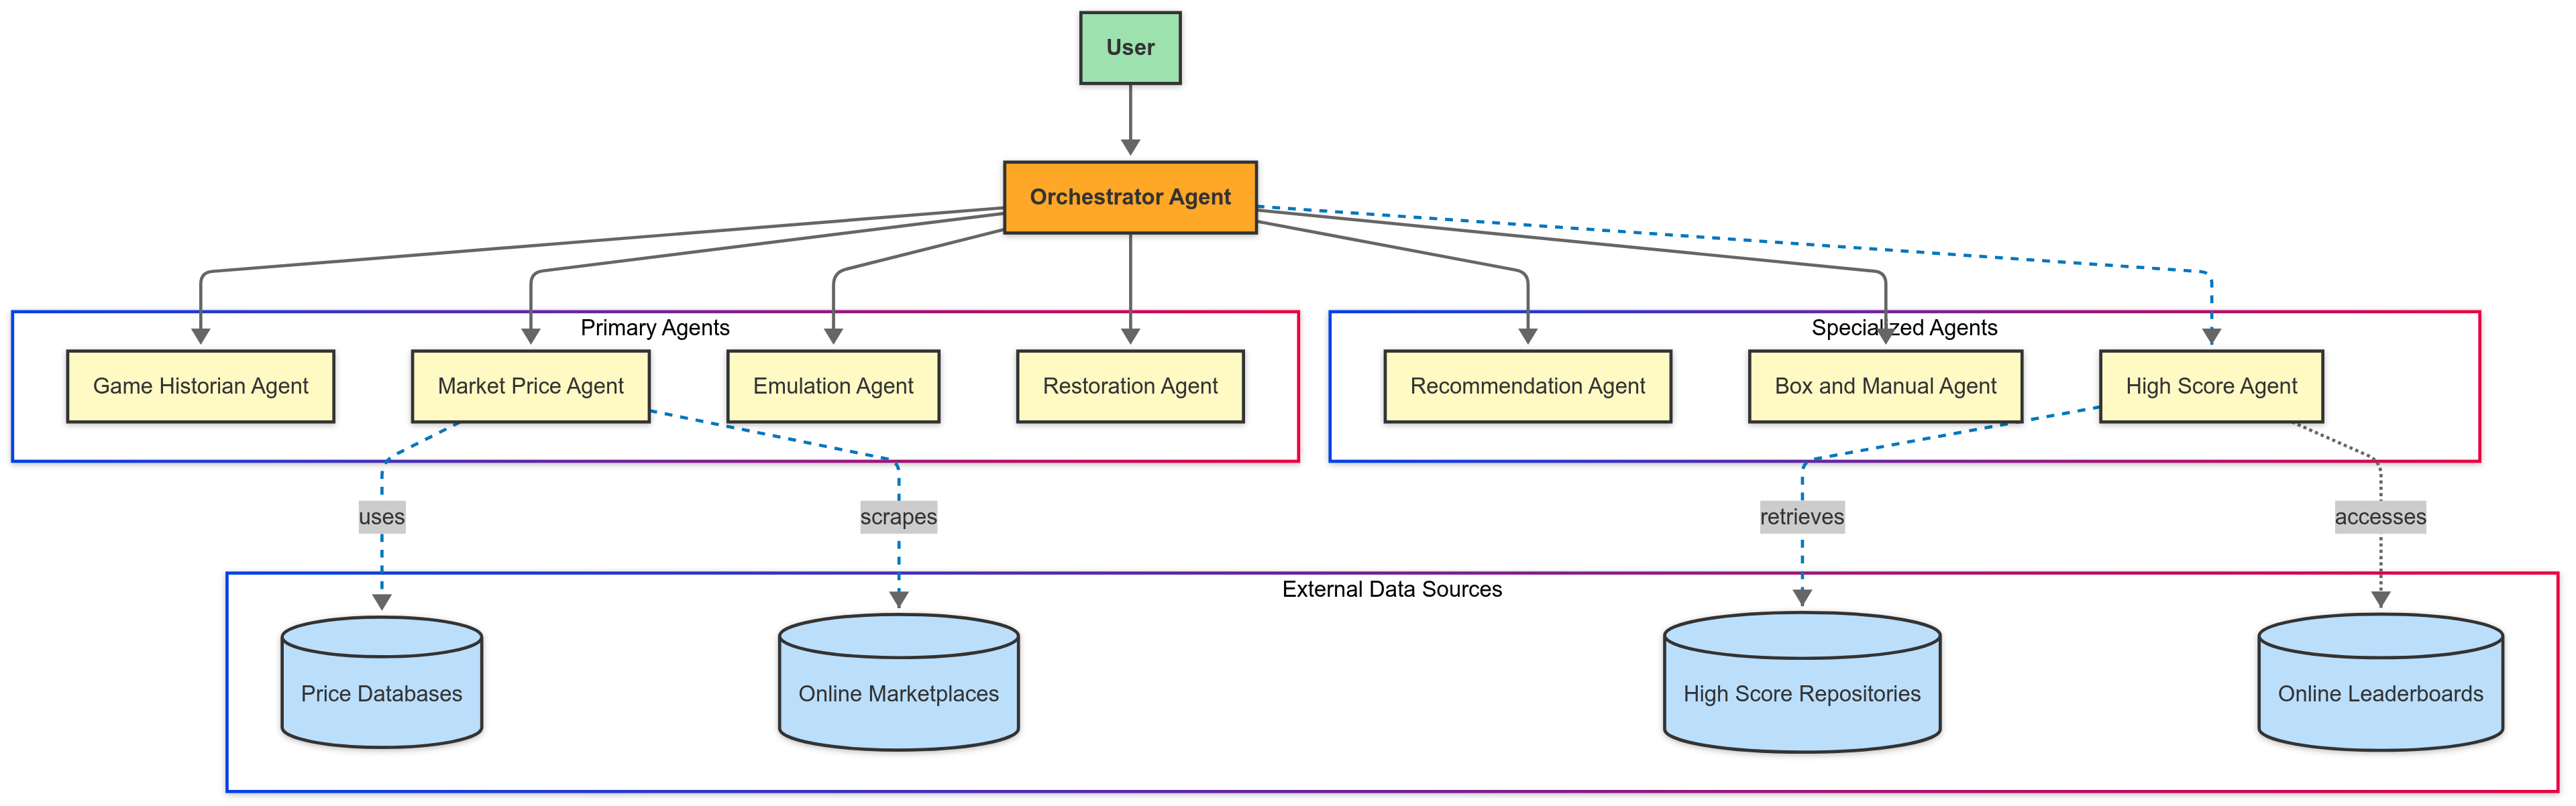 User
Orchestrator Agent
Primary Agents
Specialized Agents
Game Historian Agent
Market Price Agent
Emulation Agent
Restoration Agent
Recommendation Agent
Box and Manual Agent
High Score Agent
uses
scrapes
retrieves
accesses
External Data Sources
Price Databases
Online Marketplaces
High Score Repositories
Online Leaderboards